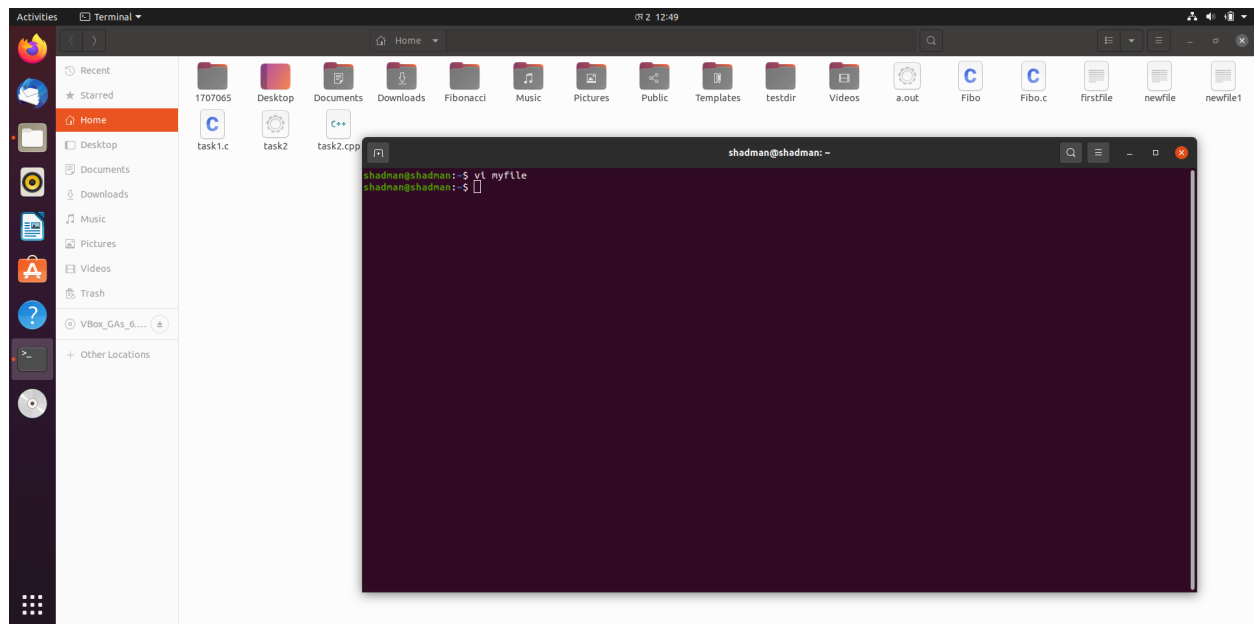 Activities Terminal মে 2 12:49
Home
Recent
Starred
Home
Desktop
Documents
Downloads
Music
Pictures
Videos
Trash
VBox_GAs_6....
+ Other Locations
1707065 Desktop Documents Downloads Fibonacci Music Pictures Public Templates testdir Videos a.out Fibo Fibo.c firstfile newfile newfile1
task1.c task2 task2.cpp
shadman@shadman: ~
shadman@shadman:~$ vi myfile
shadman@shadman:~$